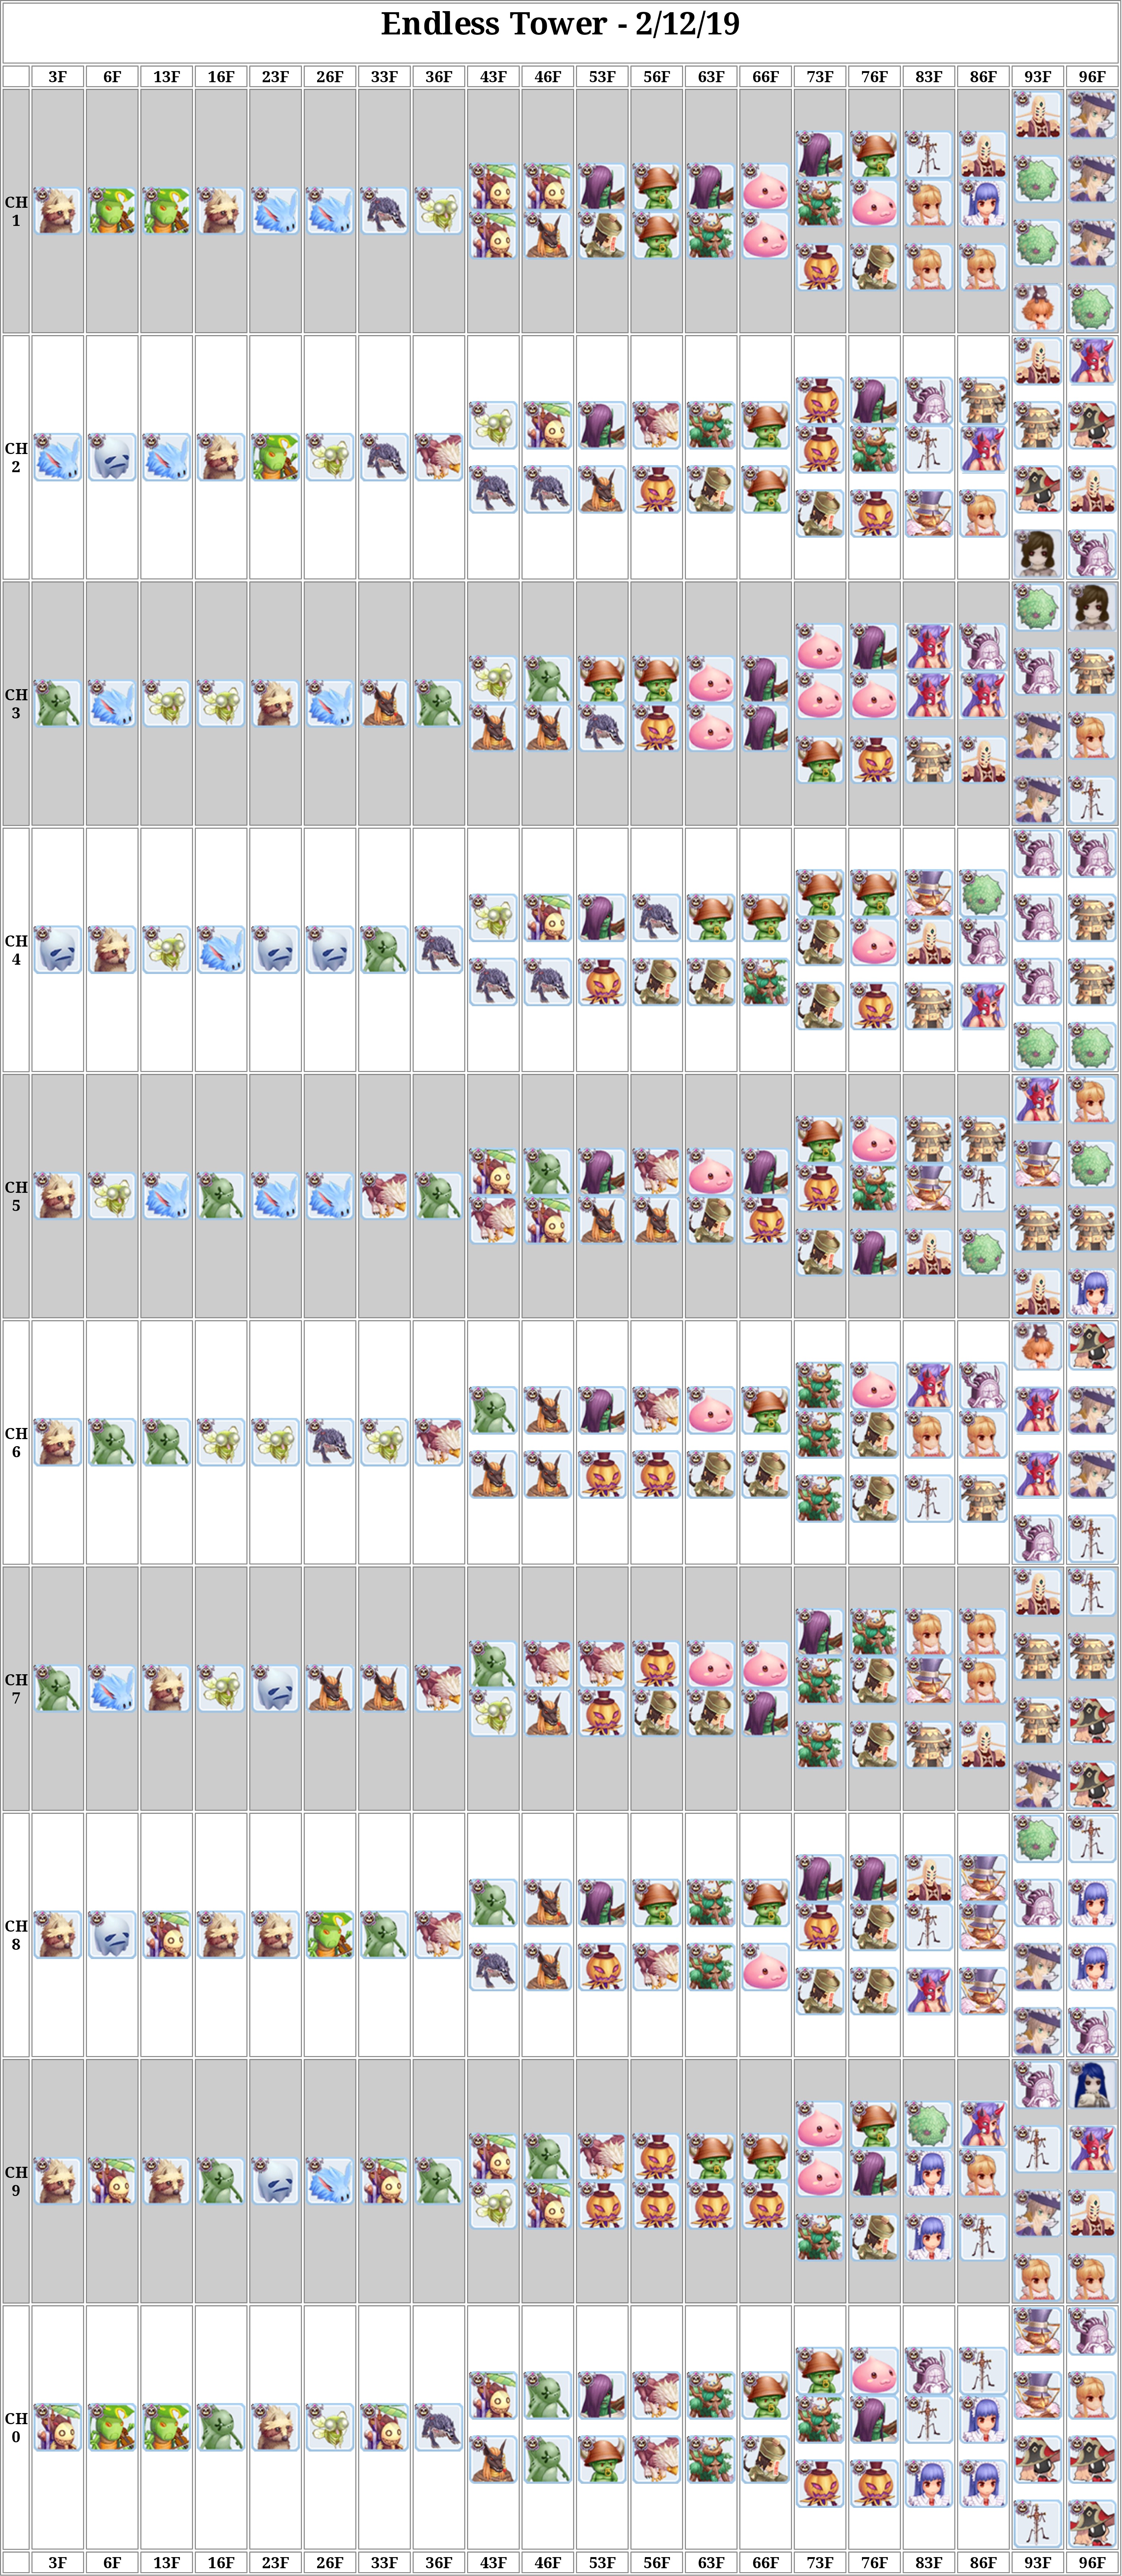 Endless Tower - 2/12/19
3F 6F 13F 16F 23F 26F 33F 36F 43F 46F 53F 56F 63F 66F 73F 76F 83F 86F 93F 96F
CH
1
CH
2
CH
3
CH
4
CH
5
CH
6
CH
7
CH
8
CH
9
CH
0
3F 6F 13F 16F 23F 26F 33F 36F 43F 46F 53F 56F 63F 66F 73F 76F 83F 86F 93F 96F